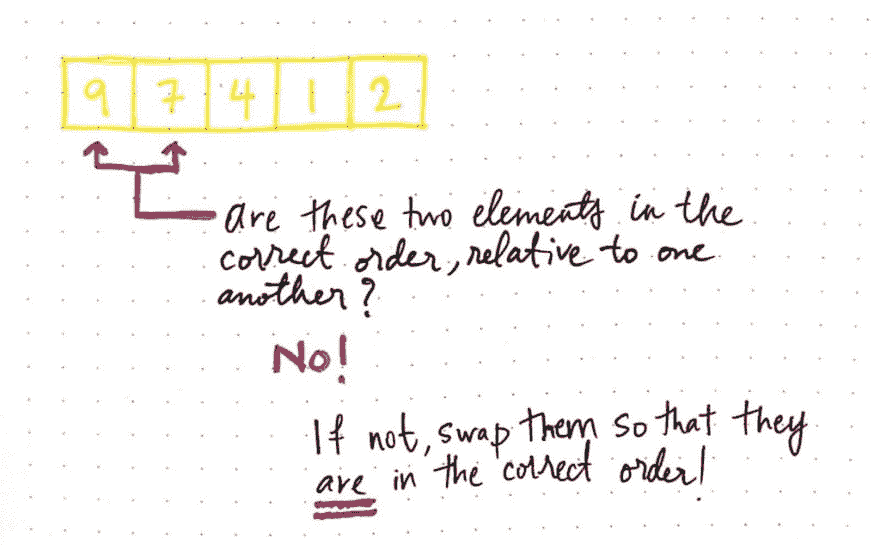 9 7 4 1 2
are these two elements in the
correct order, relative to one
another?
No!
If not, swap them so that they
are in the correct order!